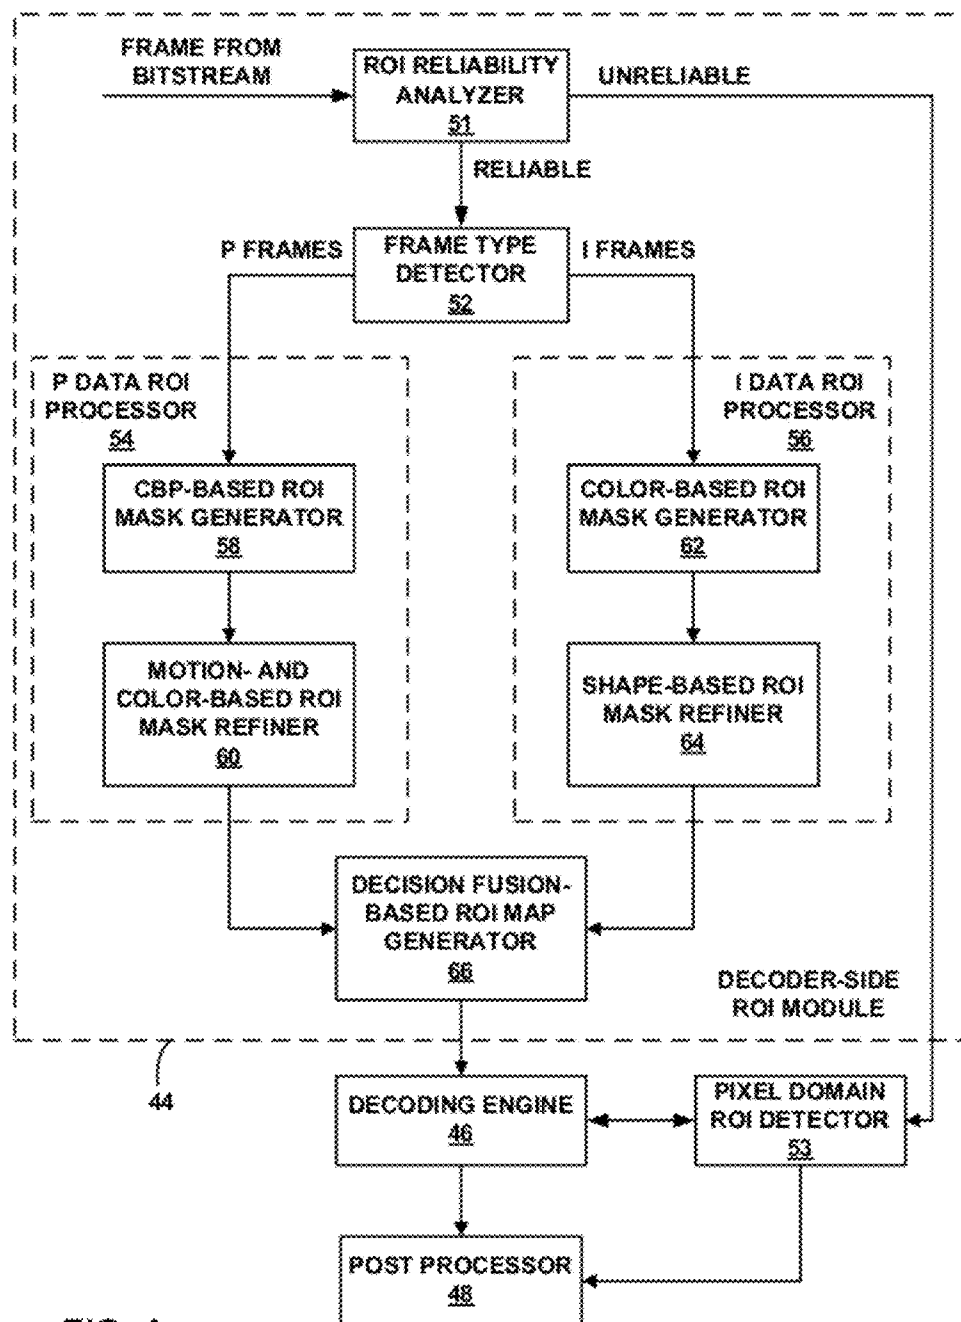 FRAME FROM
BITSTREAM
ROI RELIABILITY
ANALYZER
51
UNRELIABLE
RELIABLE
P FRAMES
FRAME TYPE
DETECTOR
52
I FRAMES
P DATA ROI
PROCESSOR
54
I DATA ROI
PROCESSOR
56
CBP-BASED ROI
MASK GENERATOR
58
COLOR-BASED ROI
MASK GENERATOR
62
MOTION- AND
COLOR-BASED ROI
MASK REFINER
60
SHAPE-BASED ROI
MASK REFINER
64
DECISION FUSION-
BASED ROI MAP
GENERATOR
66
DECODER-SIDE
ROI MODULE
44
DECODING ENGINE
46
PIXEL DOMAIN
ROI DETECTOR
53
POST PROCESSOR
48